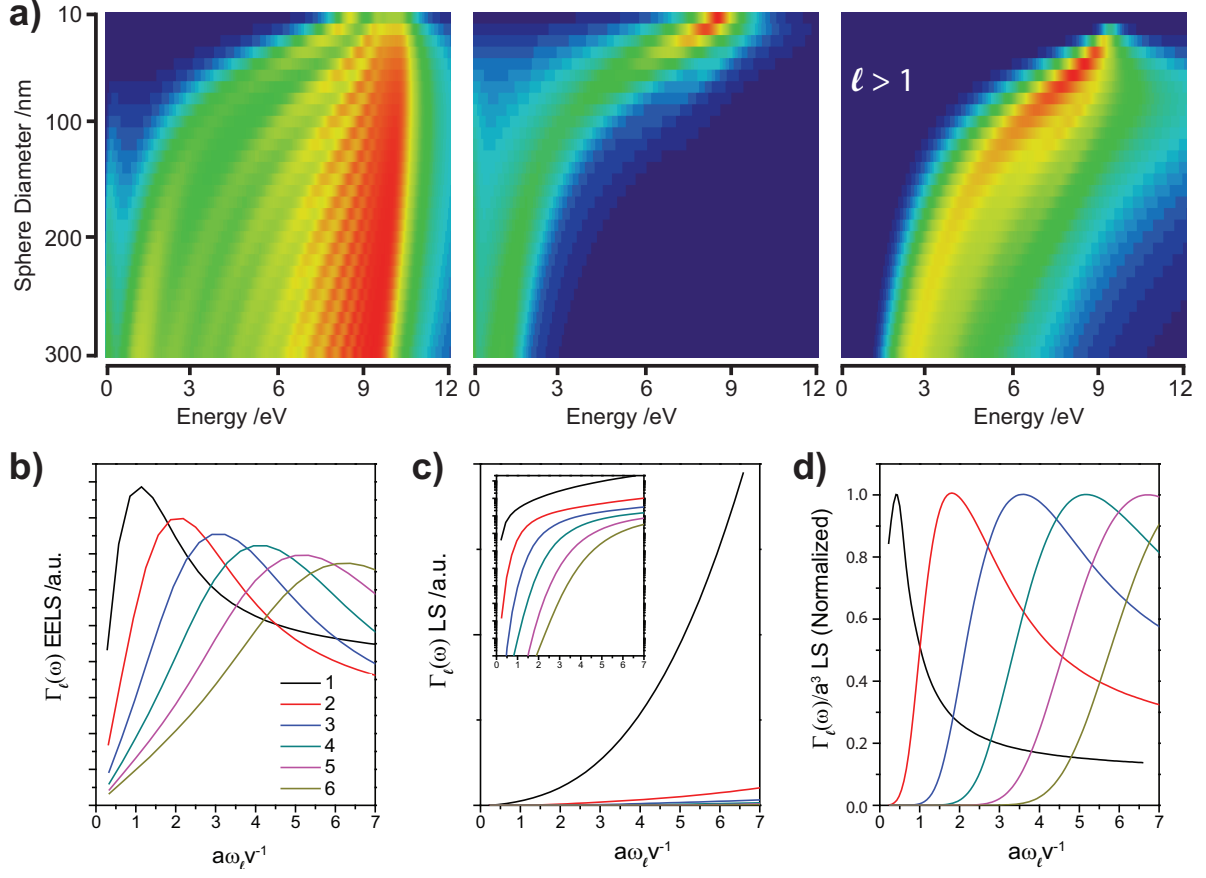 a)
10
100
200
300
Sphere Diameter /nm
ℓ > 1
0 3 6 9 12
0 3 6 9 12
0 3 6 9 12
Energy /eV
Energy /eV
Energy /eV
b)
Γℓ(ω) EELS /a.u.
1
2
3
4
5
6
0 1 2 3 4 5 6 7
aωℓv⁻¹
c)
Γℓ(ω) LS /a.u.
0 1 2 3 4 5 6 7
0 1 2 3 4 5 6 7
aωℓv⁻¹
d)
Γℓ(ω)/a³ LS (Normalized)
1.0
0.8
0.6
0.4
0.2
0.0
0 1 2 3 4 5 6 7
aωℓv⁻¹